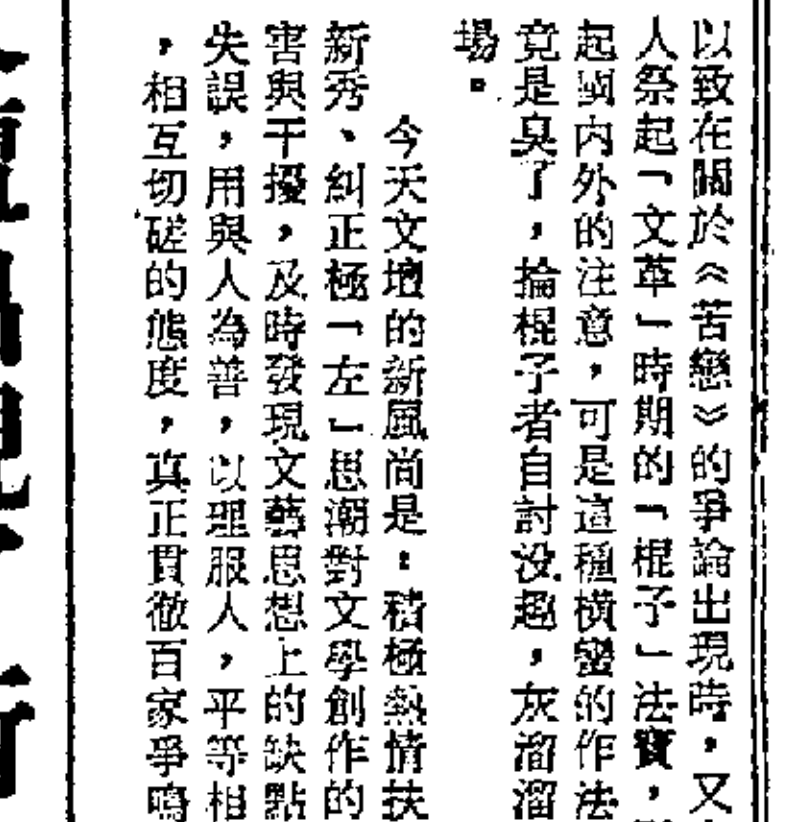 以致在關於《苦戀》的爭論出現時，又
人祭起「文革」時期的「棍子」法寶，
起國內外的注意，可是這種橫蠻的作法
竟是臭了，掄棍子者自討没趣，灰溜溜
場。
今天文壇的新風尚是：積極熱情扶
新秀、糾正極「左」思潮對文學創作的
害與干擾，及時發現文藝思想上的缺點
失誤，用與人為善，以理服人，平等相
，相互切磋的態度，真正貫徹百家爭鳴